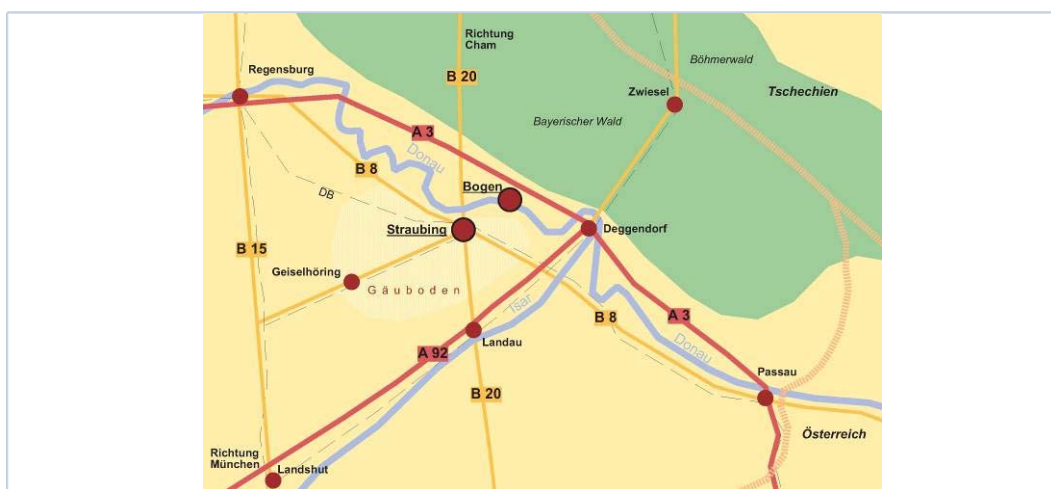 Richtung
Cham
Regensburg
B 20
Böhmerwald
Zwiesel
Tschechien
Bayerischer Wald
A 3
Donau
B 8
DB
Bogen
Straubing
Deggendorf
B 15
Geiselhöring
Gäuboden
Tsar
B 8
A 3
Landau
A 92
Donau
Passau
B 20
Österreich
Richtung
München
Landshut